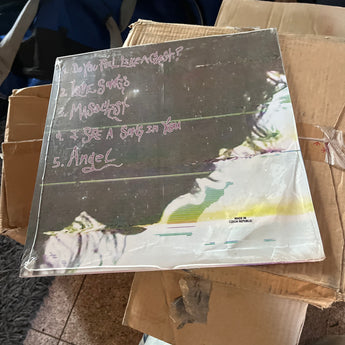 1. Do You Feel Like A Ghost?
2. Love Songs
3. Masochist
4. I See A Song In You
5. Angel
MADE IN
CZECH REPUBLIC